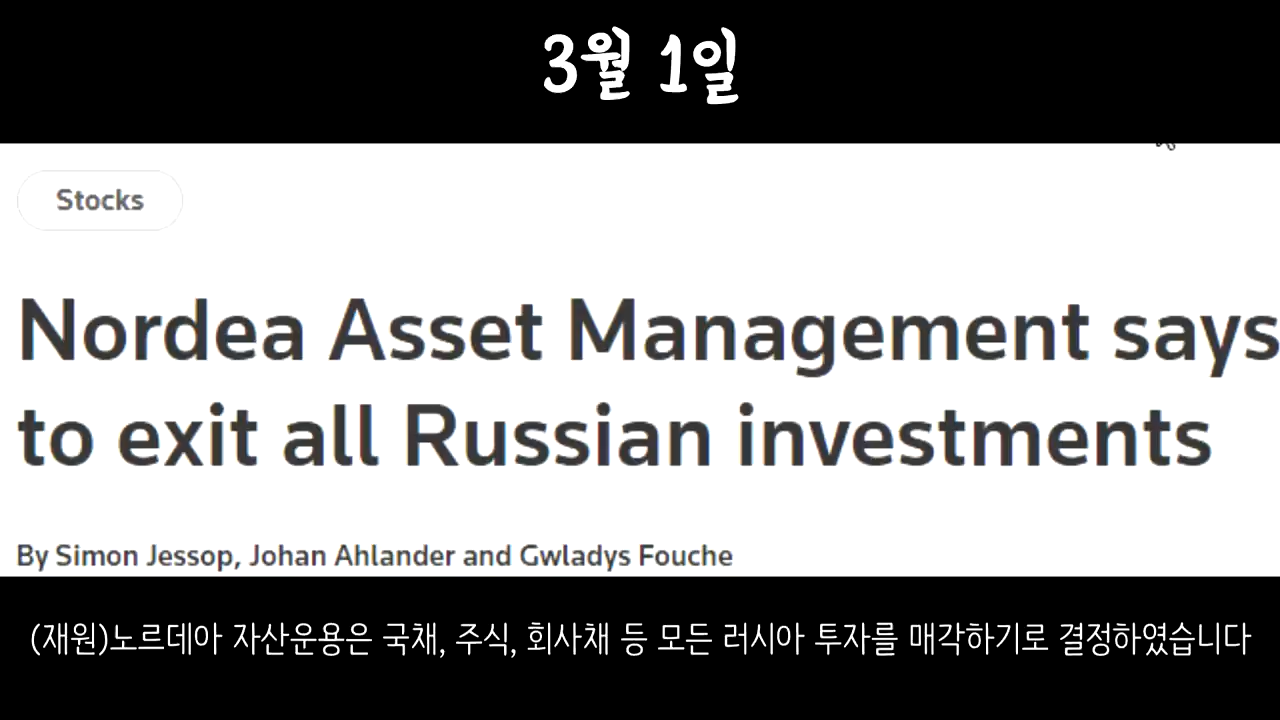 3월 1일
Stocks
Nordea Asset Management says
to exit all Russian investments
By Simon Jessop, Johan Ahlander and Gwladys Fouche
(재원)노르데아 자산운용은 국채, 주식, 회사채 등 모든 러시아 투자를 매각하기로 결정하였습니다